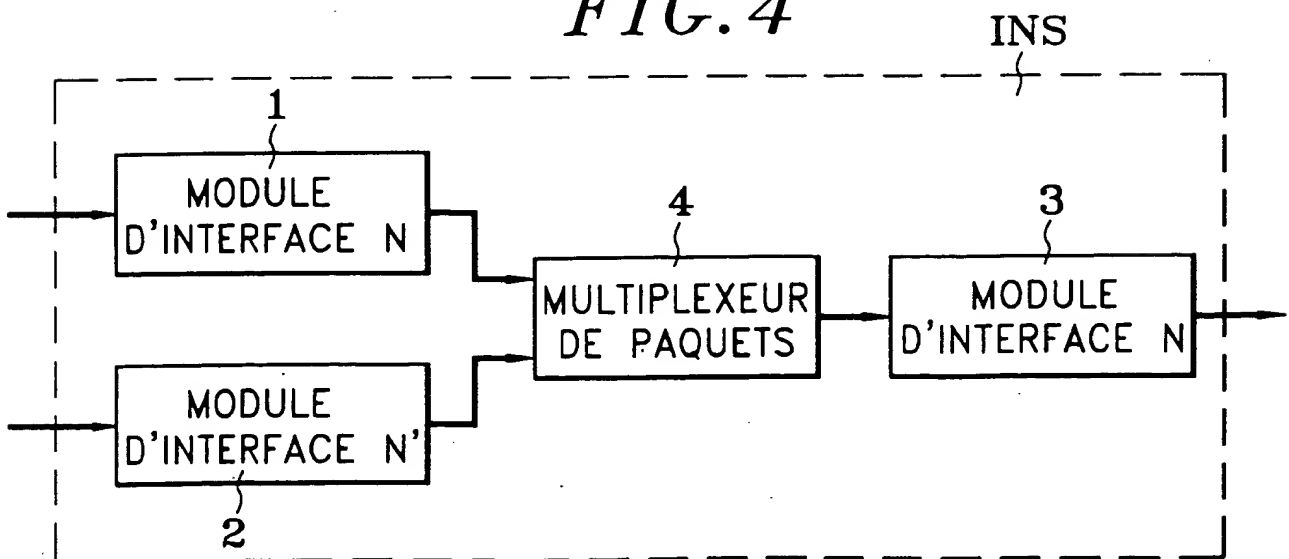 FIG.4
INS
1
MODULE
D'INTERFACE N
4
MULTIPLEXEUR
DE PAQUETS
3
MODULE
D'INTERFACE N
MODULE
D'INTERFACE N'
2